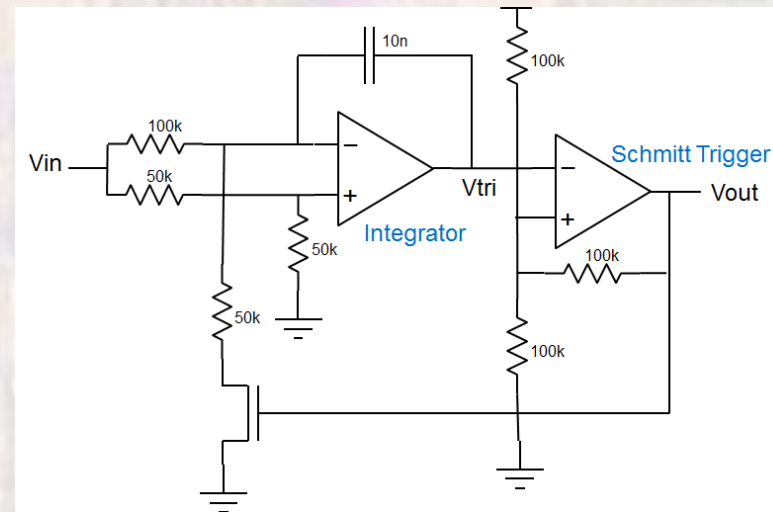 10n
100k
100k
Vin
50k
−
+
Vtri
Integrator
50k
50k
Schmitt Trigger
−
+
Vout
100k
100k